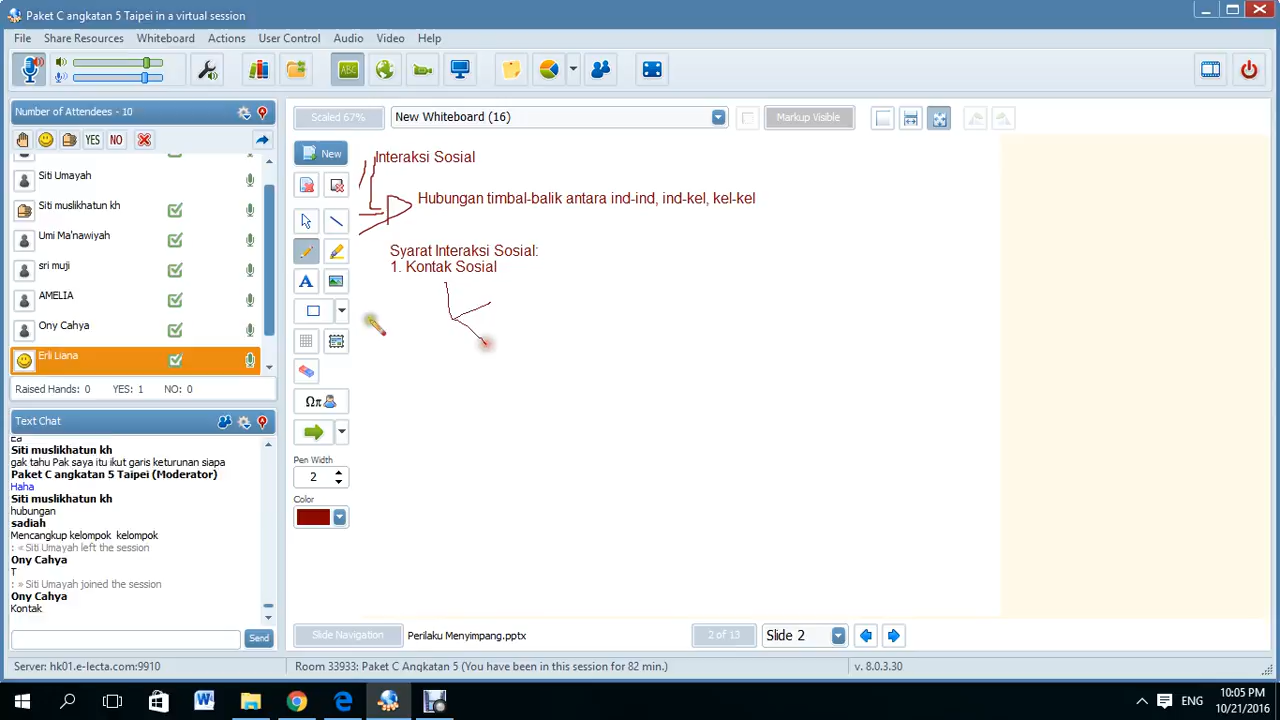 Paket C angkatan 5 Taipei in a virtual session
File Share Resources Whiteboard Actions User Control Audio Video Help
ABC
Number of Attendees - 10
YES NO
Siti Umayah
Siti muslikhatun kh
Umi Ma'nawiyah
sri muji
AMELIA
Ony Cahya
Erli Liana
Raised Hands: 0 YES: 1 NO: 0
Text Chat
Ea
Siti muslikhatun kh
gak tahu Pak saya itu ikut garis keturunan siapa
Paket C angkatan 5 Taipei (Moderator)
Haha
Siti muslikhatun kh
hubungan
sadiah
Mencangkup kelompok kelompok
: « Siti Umayah left the session
Ony Cahya
T
: » Siti Umayah joined the session
Ony Cahya
Kontak
Send
Scaled 67%
New Whiteboard (16)
Markup Visible
New
A
Ωπ
Pen Width
2
Color
Interaksi Sosial
Hubungan timbal-balik antara ind-ind, ind-kel, kel-kel
Syarat Interaksi Sosial:
1. Kontak Sosial
Slide Navigation
Perilaku Menyimpang.pptx
2 of 13
Slide 2
Server: hk01.e-lecta.com:9910
Room 33933: Paket C Angkatan 5 (You have been in this session for 82 min.)
v. 8.0.3.30
ENG
10:05 PM
10/21/2016